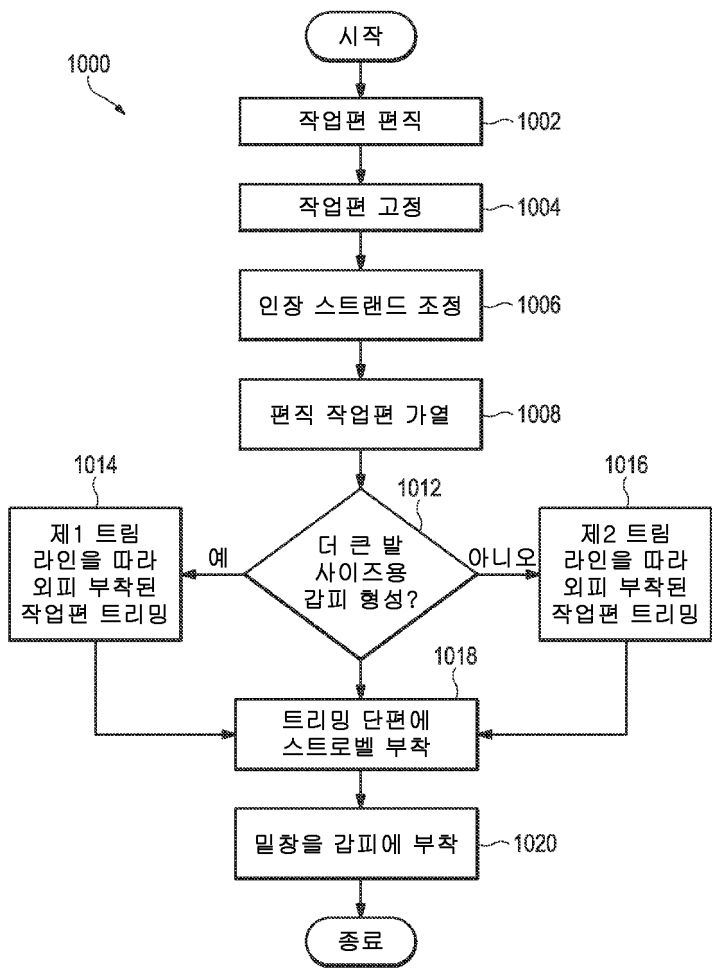 시작
1000
작업편 편직
1002
작업편 고정
1004
인장 스트랜드 조정
1006
편직 작업편 가열
1008
1014
1012
1016
제1 트림
라인을 따라
외피 부착된
작업편 트리밍
예
더 큰 발
사이즈용
갑피 형성?
아니오
제2 트림
라인을 따라
외피 부착된
작업편 트리밍
1018
트리밍 단편에
스트로벨 부착
밑창을 갑피에 부착
1020
종료